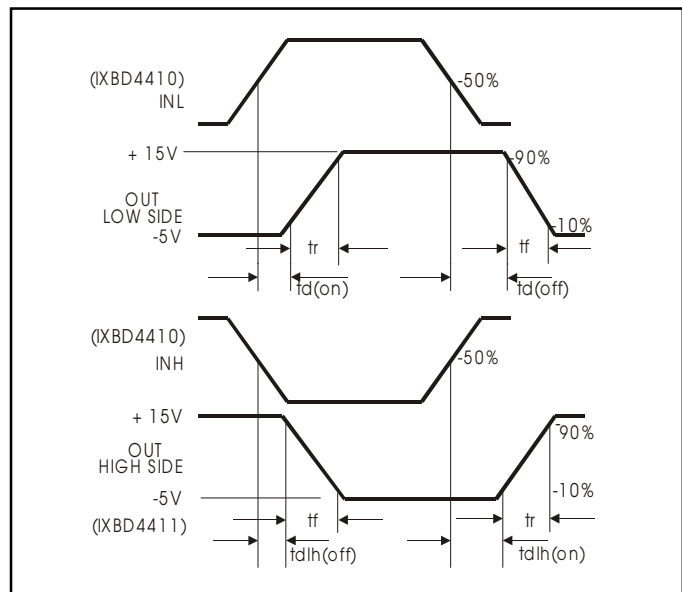 (IXBD4410)
INL
-50%
+ 15V
-90%
OUT
LOW SIDE
-5V
-10%
tr
tf
td(on)
td(off)
(IXBD4410)
INH
-50%
+ 15V
90%
OUT
HIGH SIDE
-5V
-10%
(IXBD4411)
tf
tr
tdlh(off)
tdlh(on)